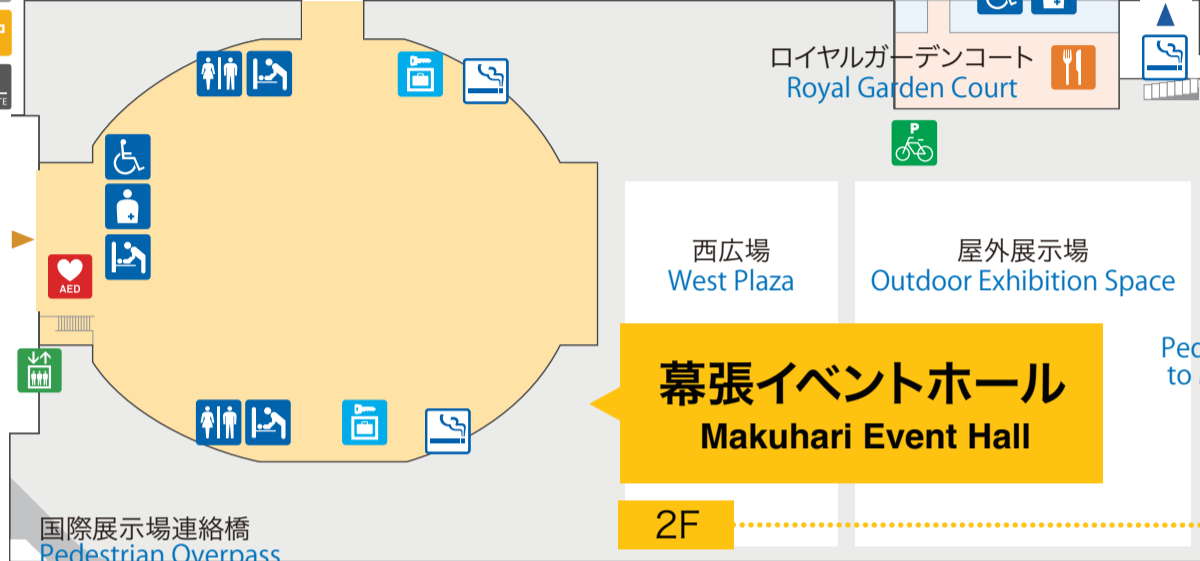 ロイヤルガーデンコート
Royal Garden Court
P
AED
西広場
West Plaza
屋外展示場
Outdoor Exhibition Space
幕張イベントホール
Makuhari Event Hall
2F
国際展示場連絡橋
Pedestrian Overpass
to